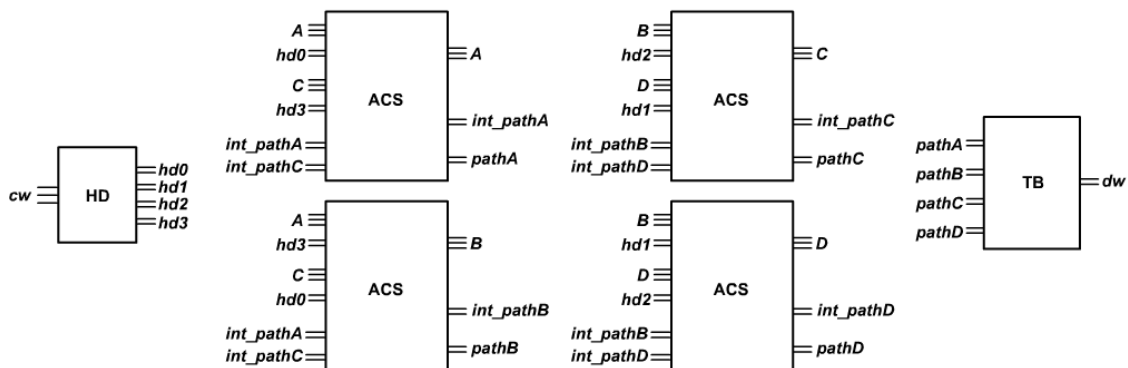 cw
HD
hd0
hd1
hd2
hd3
A
hd0
C
hd3
int_pathA
int_pathC
ACS
A
int_pathA
pathA
B
hd2
D
hd1
int_pathB
int_pathD
ACS
C
int_pathC
pathC
A
hd3
C
hd0
int_pathA
int_pathC
ACS
B
int_pathB
pathB
B
hd1
D
hd2
int_pathB
int_pathD
ACS
D
int_pathD
pathD
pathA
pathB
pathC
pathD
TB
dw